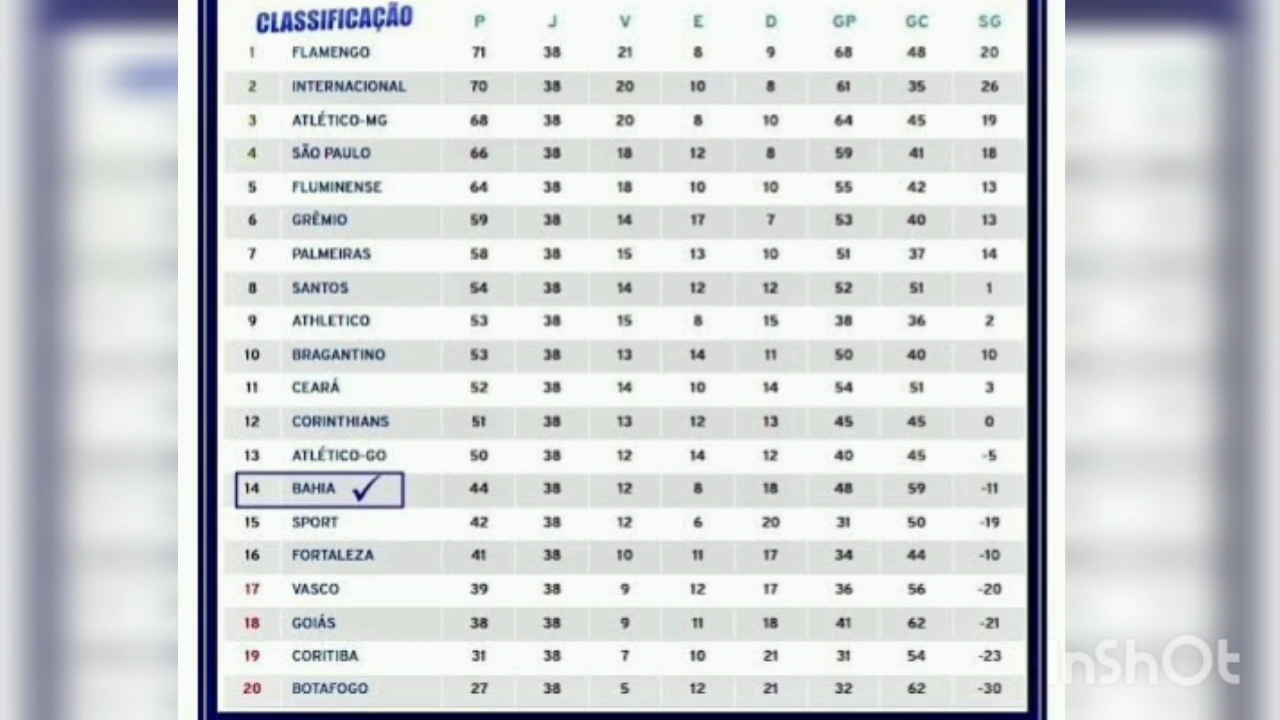 CLASSIFICAÇÃO P J V E D GP GC SG
1 FLAMENGO 71 38 21 8 9 68 48 20
2 INTERNACIONAL 70 38 20 10 8 61 35 26
3 ATLÉTICO-MG 68 38 20 8 10 64 45 19
4 SÃO PAULO 66 38 18 12 8 59 41 18
5 FLUMINENSE 64 38 18 10 10 55 42 13
6 GRÊMIO 59 38 14 17 7 53 40 13
7 PALMEIRAS 58 38 15 13 10 51 37 14
8 SANTOS 54 38 14 12 12 52 51 1
9 ATHLETICO 53 38 15 8 15 38 36 2
10 BRAGANTINO 53 38 13 14 11 50 40 10
11 CEARÁ 52 38 14 10 14 54 51 3
12 CORINTHIANS 51 38 13 12 13 45 45 0
13 ATLÉTICO-GO 50 38 12 14 12 40 45 -5
14 BAHIA 44 38 12 8 18 48 59 -11
15 SPORT 42 38 12 6 20 31 50 -19
16 FORTALEZA 41 38 10 11 17 34 44 -10
17 VASCO 39 38 9 12 17 36 56 -20
18 GOIÁS 38 38 9 11 18 41 62 -21
19 CORITIBA 31 38 7 10 21 31 54 -23
20 BOTAFOGO 27 38 5 12 21 32 62 -30
InShOt